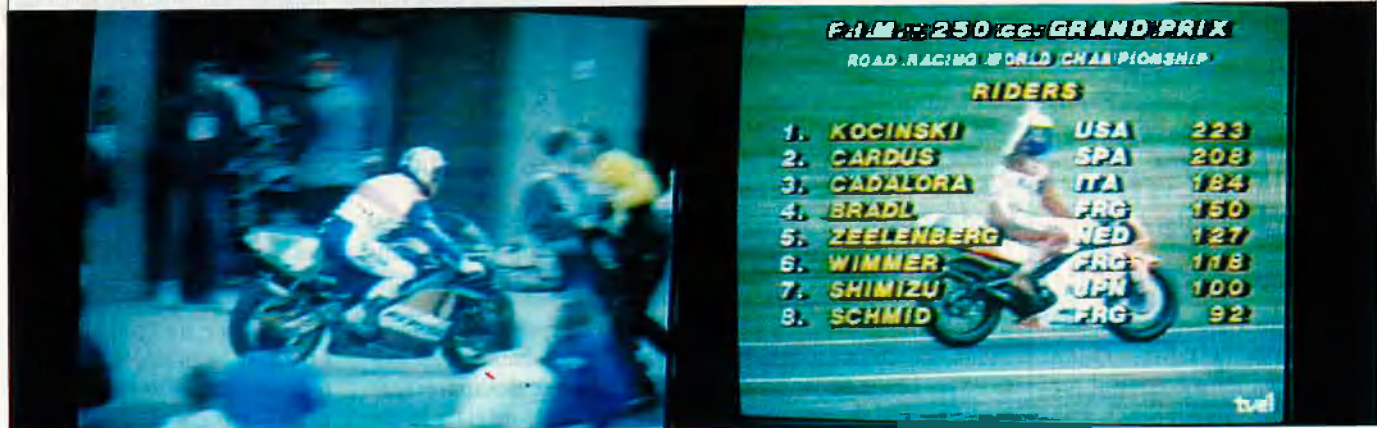 F.I.M. 250 cc. GRAND PRIX
ROAD RACING WORLD CHAMPIONSHIP
RIDERS
1. KOCINSKI USA 223
2. CARDUS SPA 208
3. CADALORA ITA 184
4. BRADL FRG 150
5. ZEELENBERG NED 127
6. WIMMER FRG 118
7. SHIMIZU JPN 100
8. SCHMID FRG 92
tve1